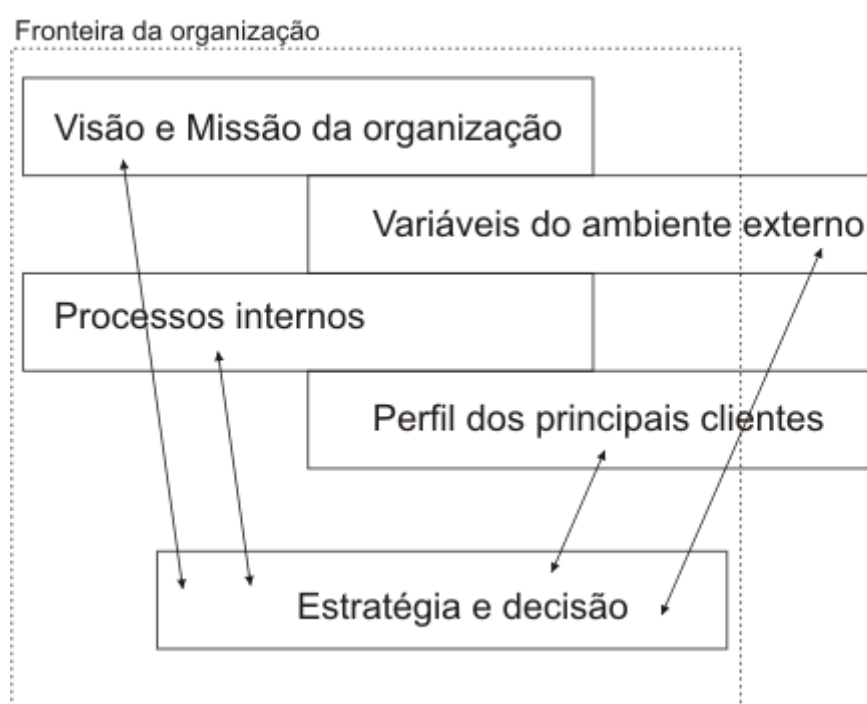 Fronteira da organização
Visão e Missão da organização
Variáveis do ambiente externo
Processos internos
Perfil dos principais clientes
Estratégia e decisão